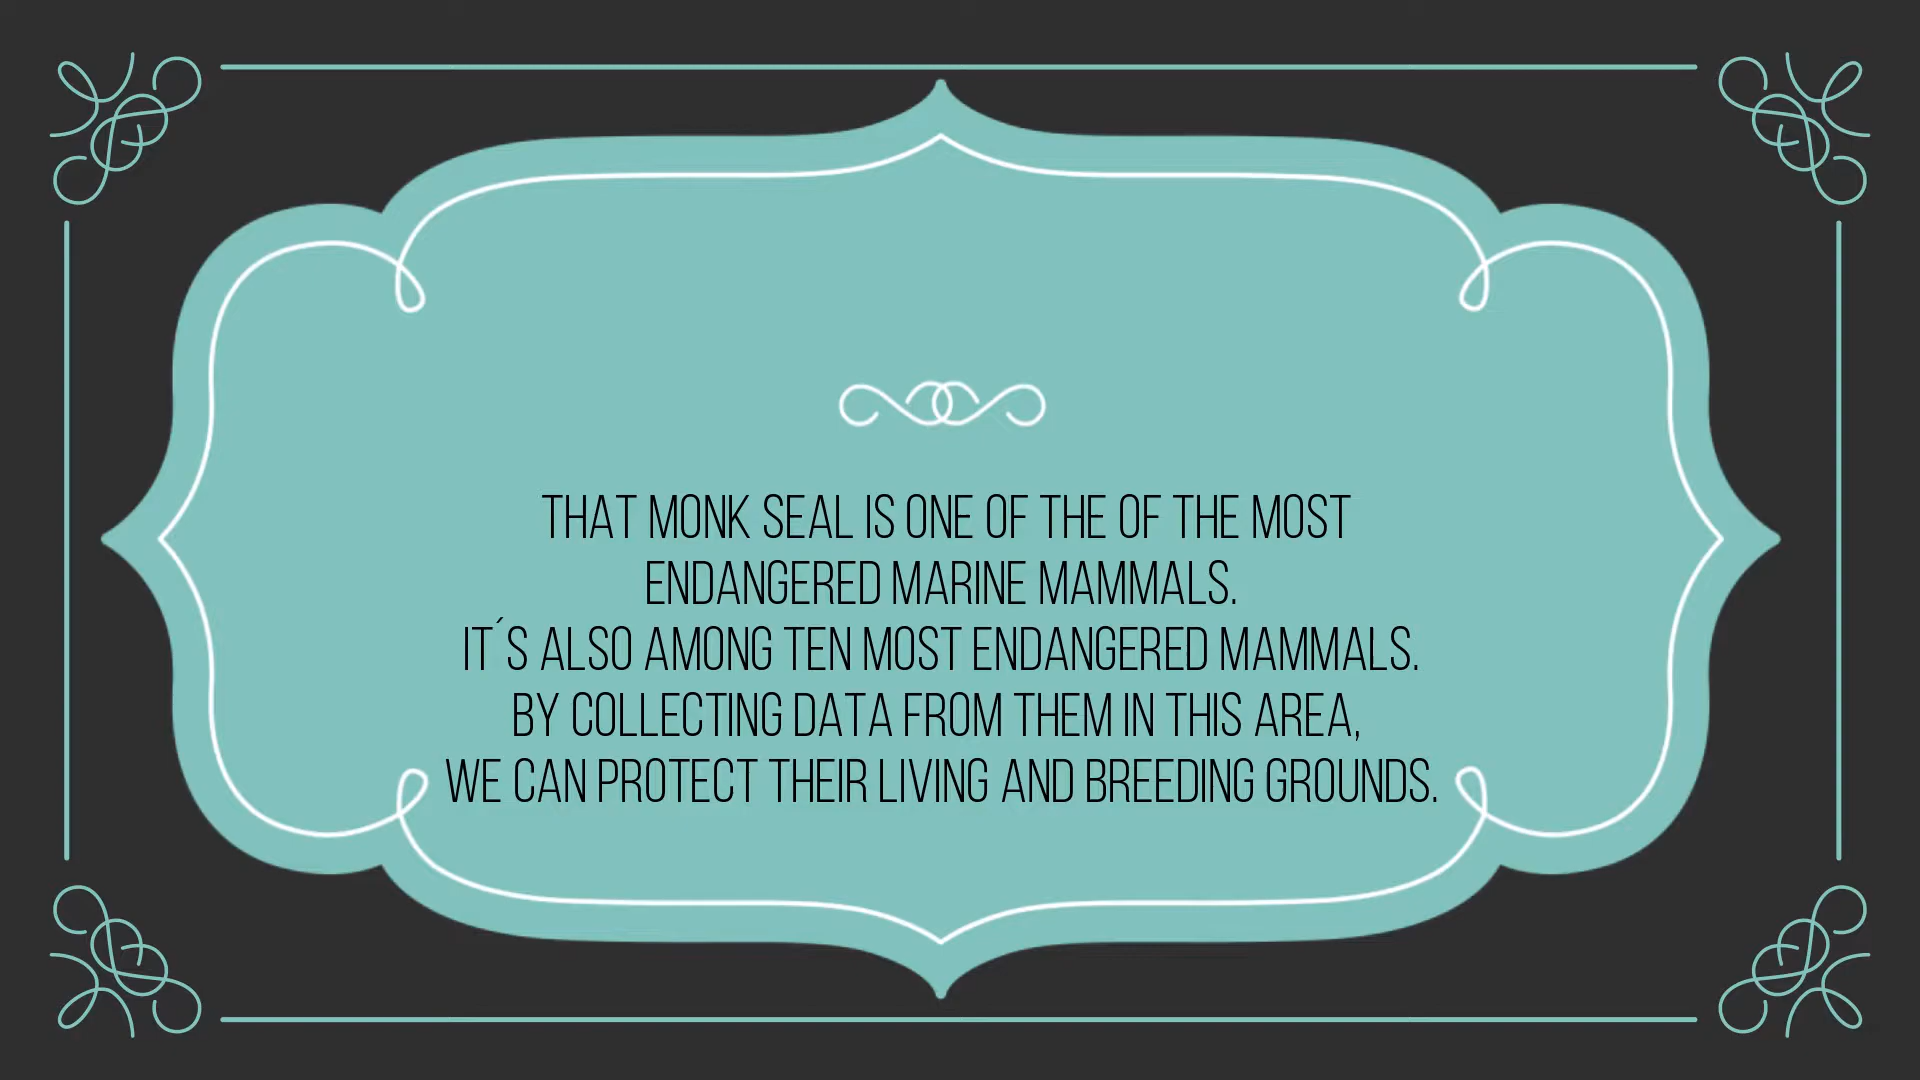 THAT MONK SEAL IS ONE OF THE OF THE MOST
ENDANGERED MARINE MAMMALS.
IT´S ALSO AMONG TEN MOST ENDANGERED MAMMALS.
BY COLLECTING DATA FROM THEM IN THIS AREA,
WE CAN PROTECT THEIR LIVING AND BREEDING GROUNDS.